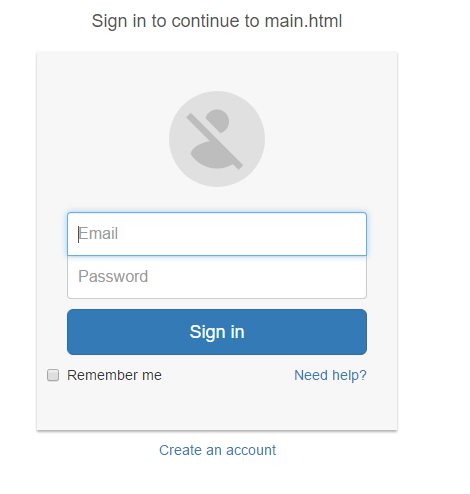 Sign in to continue to main.html
Email
Password
Sign in
Remember me Need help?
Create an account